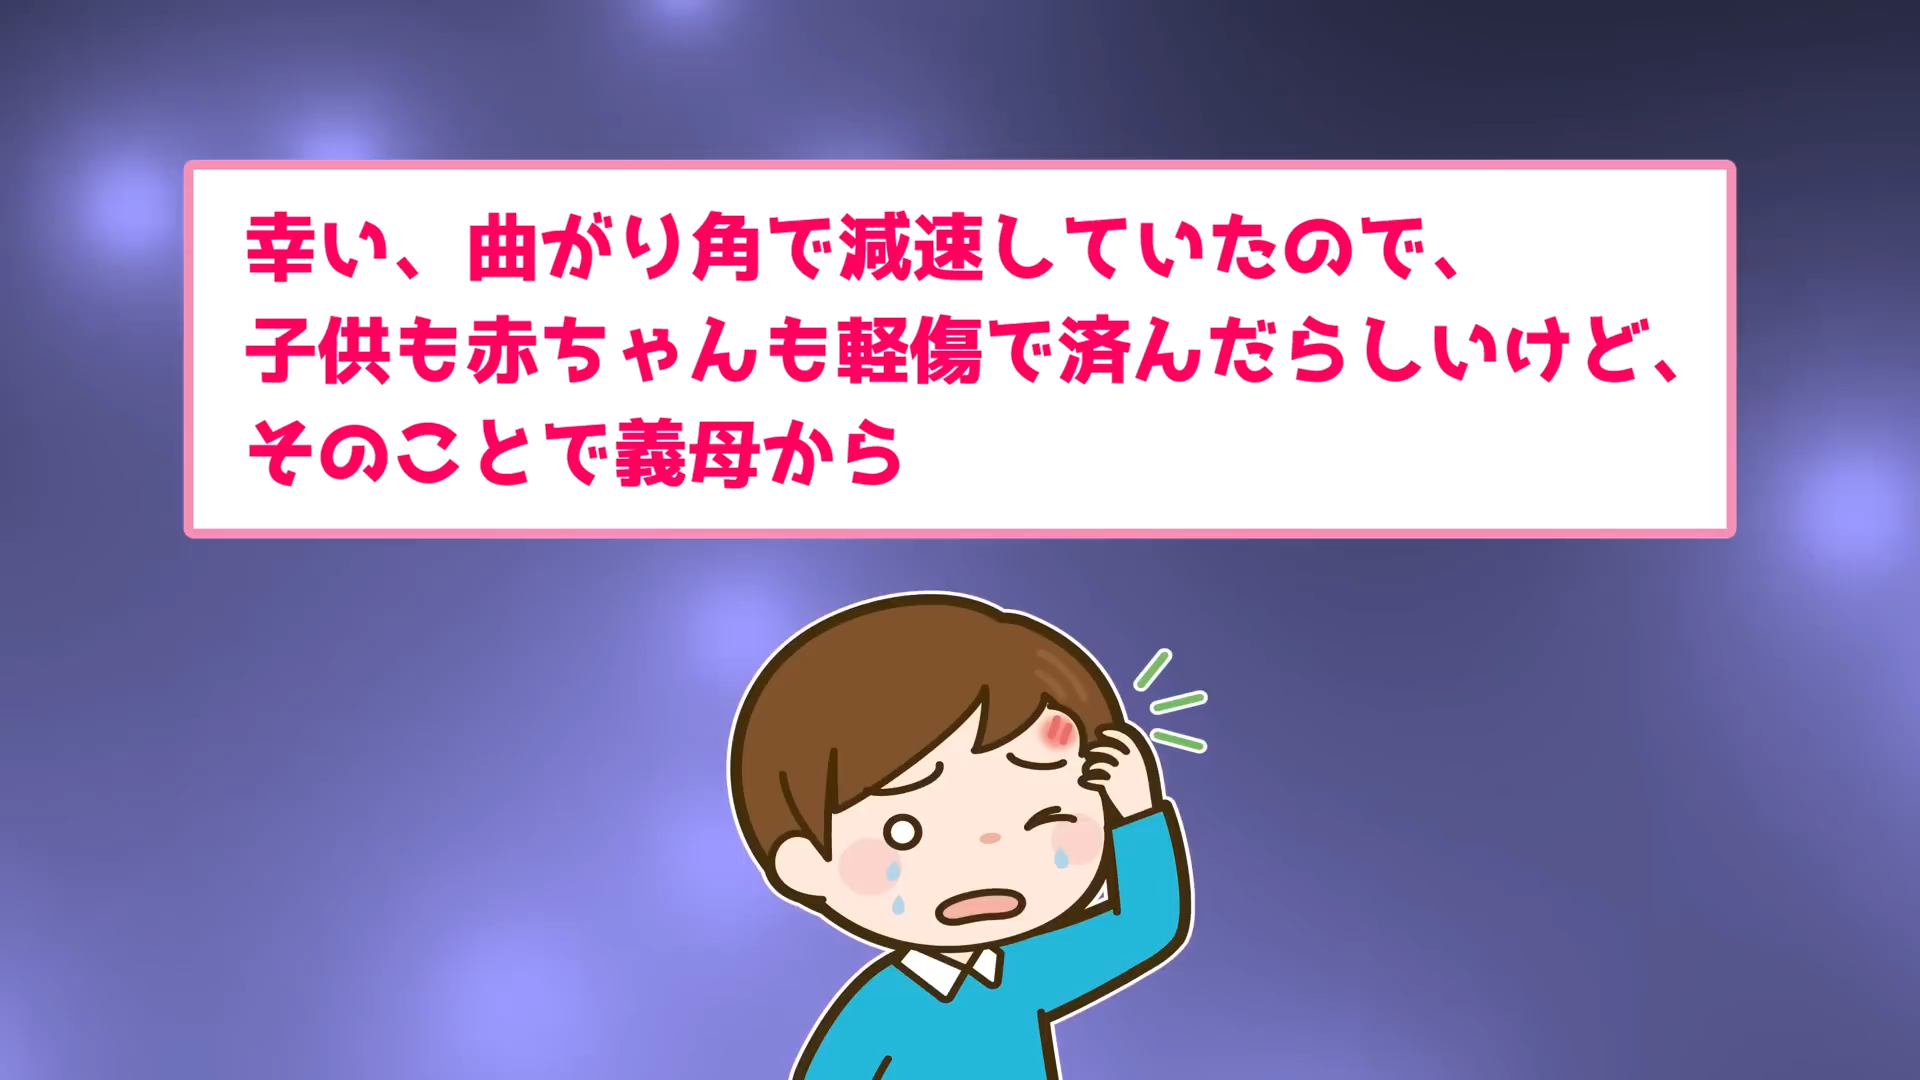 幸い、曲がり角で減速していたので、
子供も赤ちゃんも軽傷で済んだらしいけど、
そのことで義母から